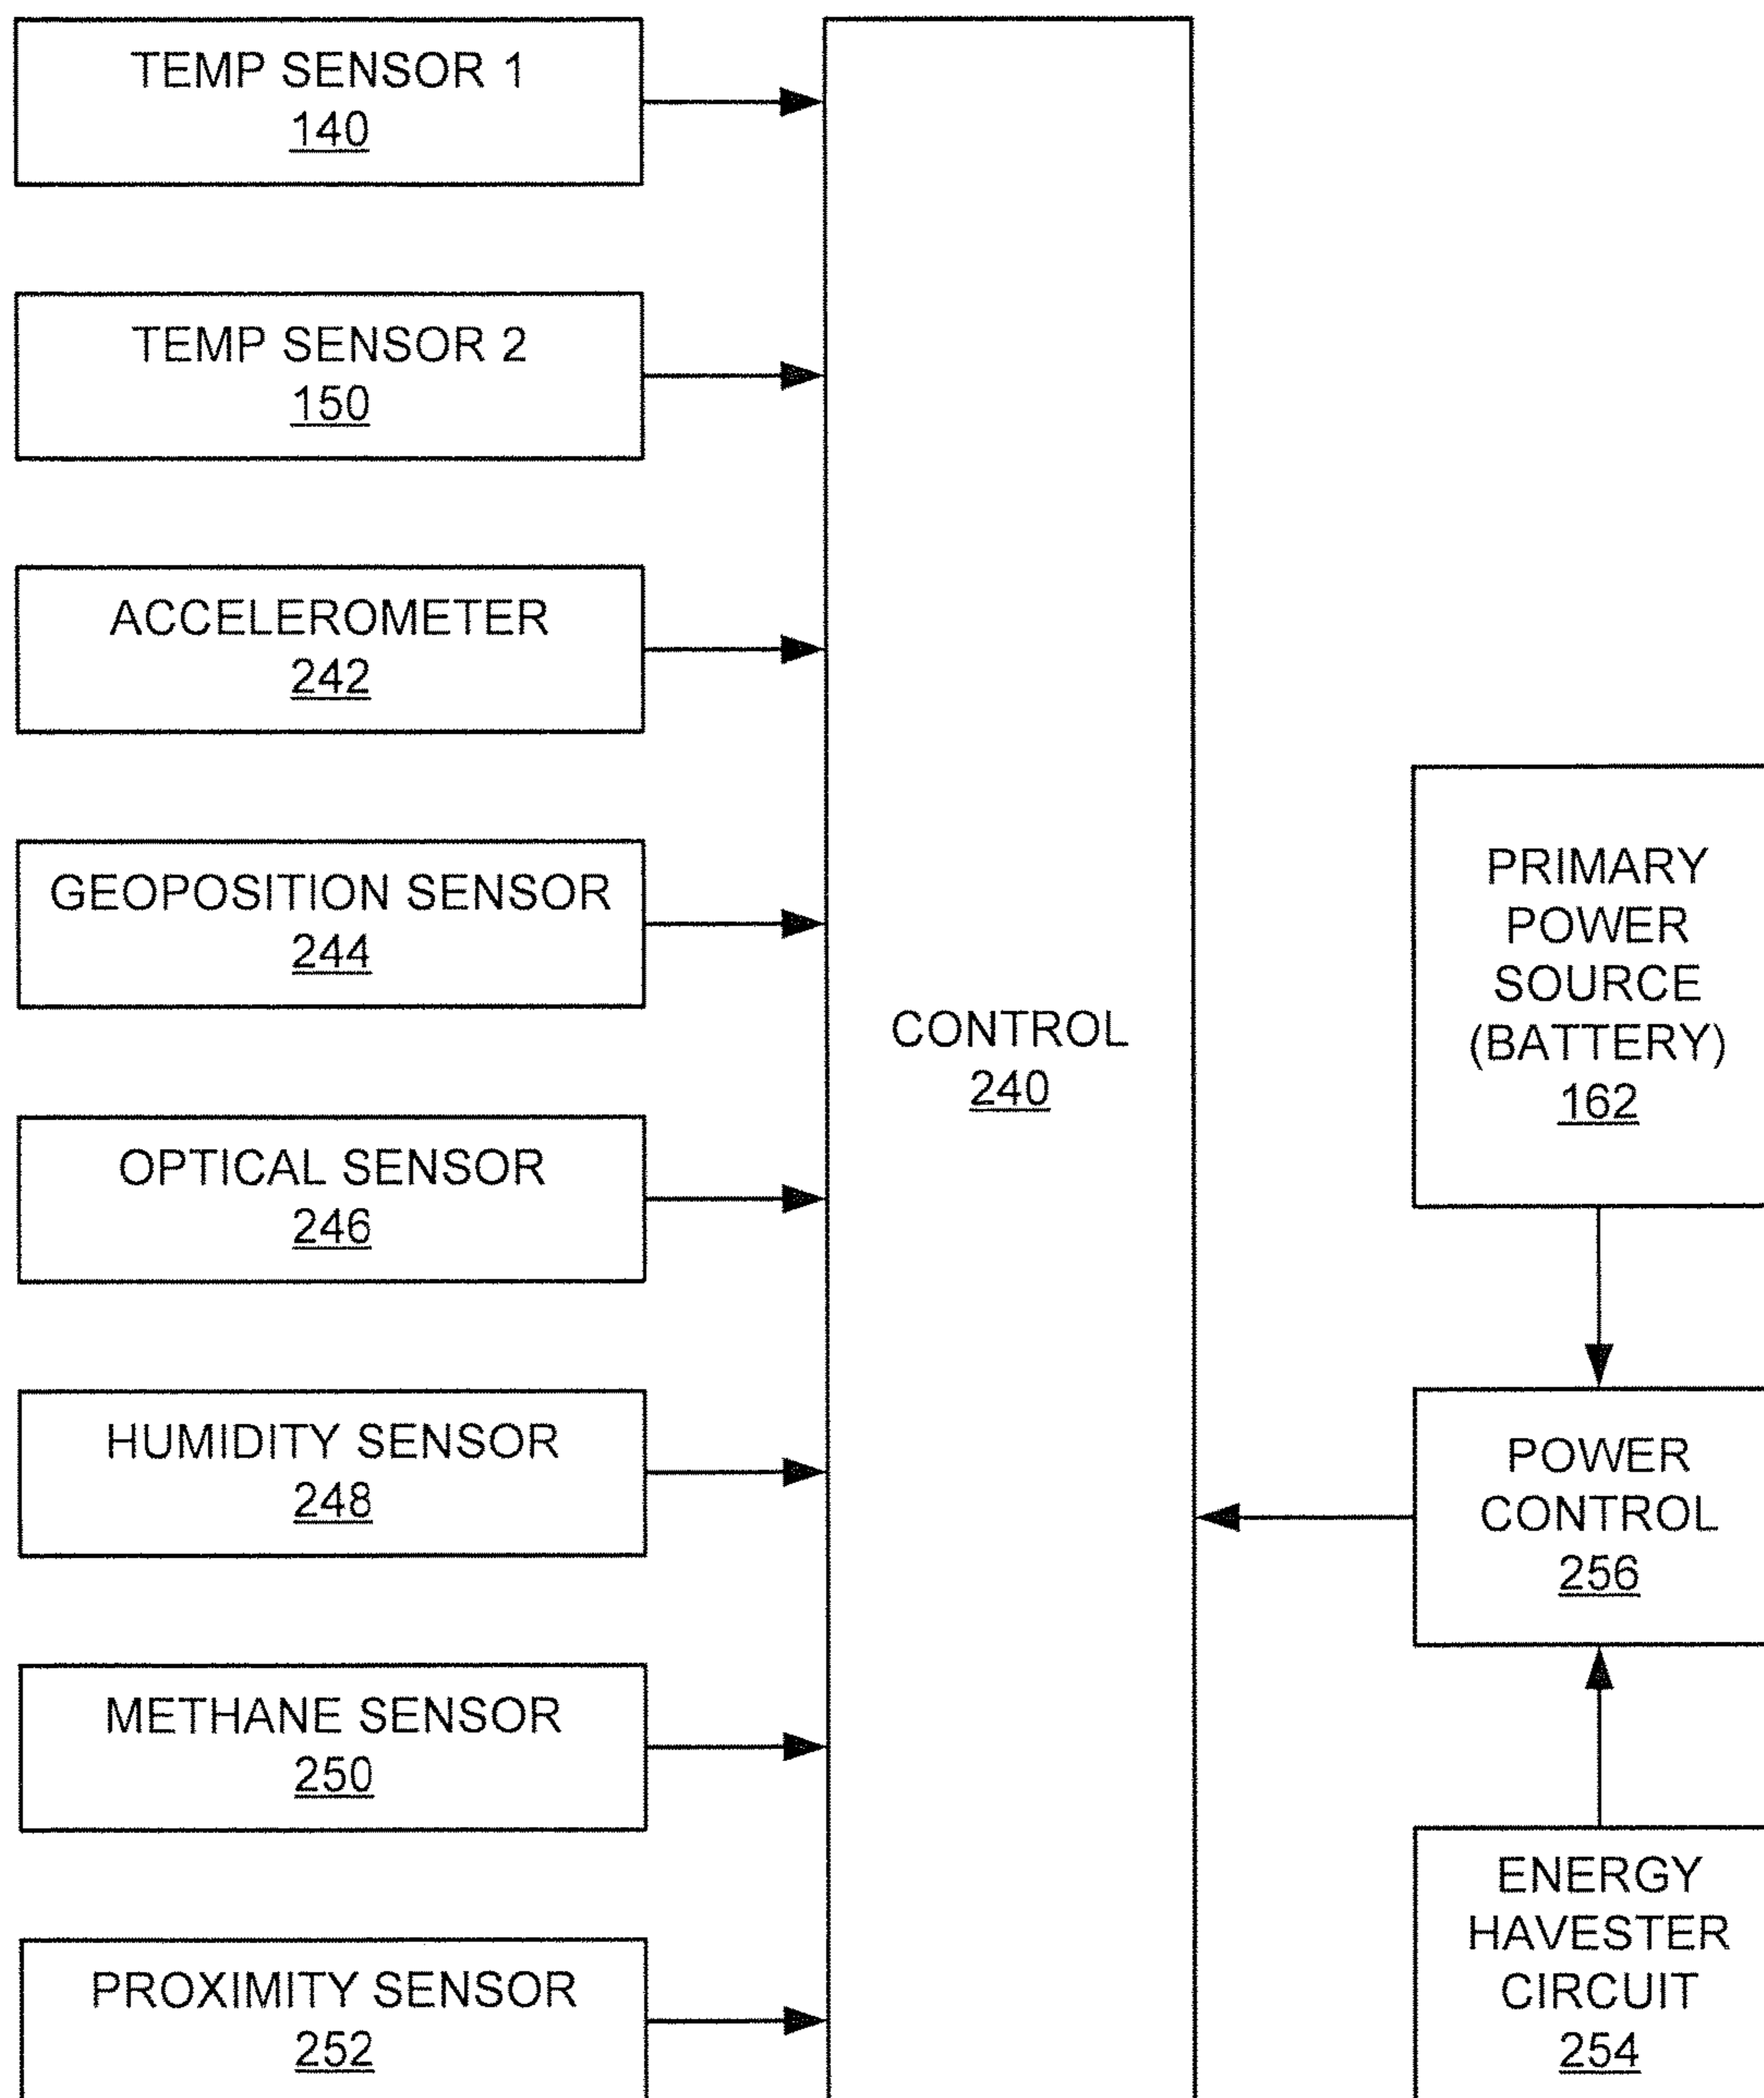 TEMP SENSOR 1
140
TEMP SENSOR 2
150
ACCELEROMETER
242
GEOPOSITION SENSOR
244
OPTICAL SENSOR
246
HUMIDITY SENSOR
248
METHANE SENSOR
250
PROXIMITY SENSOR
252
CONTROL
240
PRIMARY
POWER
SOURCE
(BATTERY)
162
POWER
CONTROL
256
ENERGY
HAVESTER
CIRCUIT
254